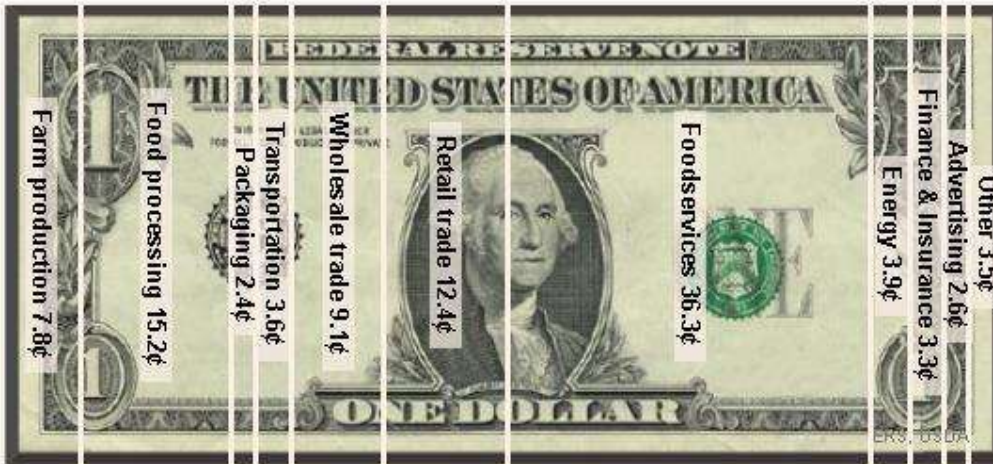 FEDERAL RESERVE NOTE
THE UNITED STATES OF AMERICA
1
Farm production 7.8¢
Food processing 15.2¢
Packaging 2.4¢
Transportation 3.6¢
Wholesale trade 9.1¢
Retail trade 12.4¢
Foodservices 36.3¢
Energy 3.9¢
Finance & Insurance 3.3¢
Advertising 2.6¢
Other 3.5¢
1
ONE DOLLAR
ERS, USDA